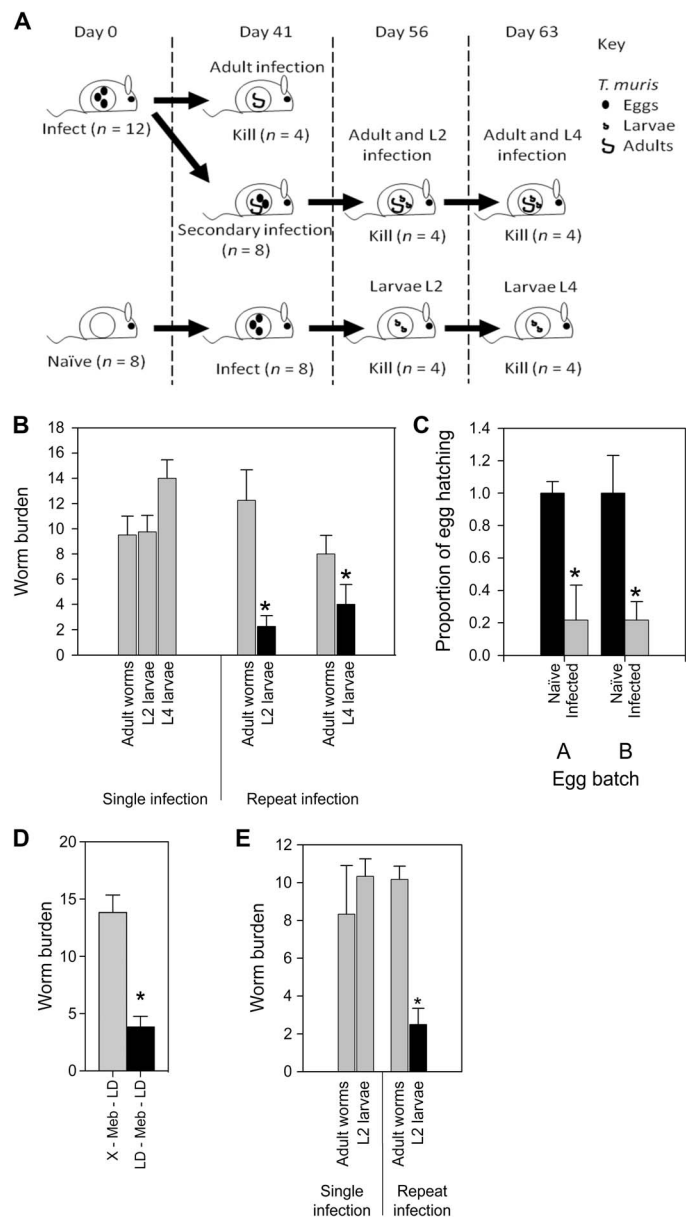 A
Day 0
Day 41
Day 56
Day 63
Key
T. muris
Eggs
Larvae
Adults
Adult infection
Infect (n = 12)
Kill (n = 4)
Adult and L2
infection
Adult and L4
infection
Secondary infection
(n = 8)
Kill (n = 4)
Kill (n = 4)
Larvae L2
Larvae L4
Naïve (n = 8)
Infect (n = 8)
Kill (n = 4)
Kill (n = 4)
B
Worm burden
18
16
14
12
10
8
6
4
2
0
*
*
Adult worms
L2 larvae
L4 larvae
Adult worms
L2 larvae
Adult worms
L4 larvae
Single infection
Repeat infection
C
Proportion of egg hatching
1.4
1.2
1.0
0.8
0.6
0.4
0.2
0.0
*
*
Naïve
Infected
Naïve
Infected
A
B
Egg batch
D
Worm burden
20
15
10
5
0
*
X - Meb - LD
LD - Meb - LD
E
Worm burden
12
10
8
6
4
2
0
*
Adult worms
L2 larvae
Adult worms
L2 larvae
Single
infection
Repeat
infection